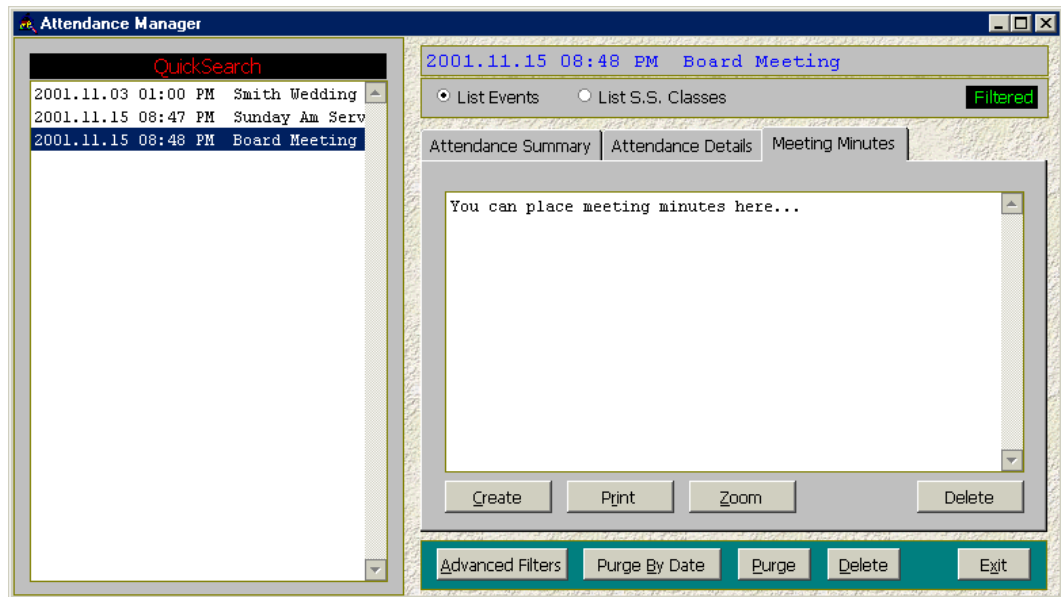 Attendance Manager
QuickSearch
2001.11.03 01:00 PM Smith Wedding
2001.11.15 08:47 PM Sunday Am Serv
2001.11.15 08:48 PM Board Meeting
2001.11.15 08:48 PM Board Meeting
List Events List S.S. Classes Filtered
Attendance Summary Attendance Details Meeting Minutes
You can place meeting minutes here...
Create Print Zoom Delete
Advanced Filters Purge By Date Purge Delete Exit